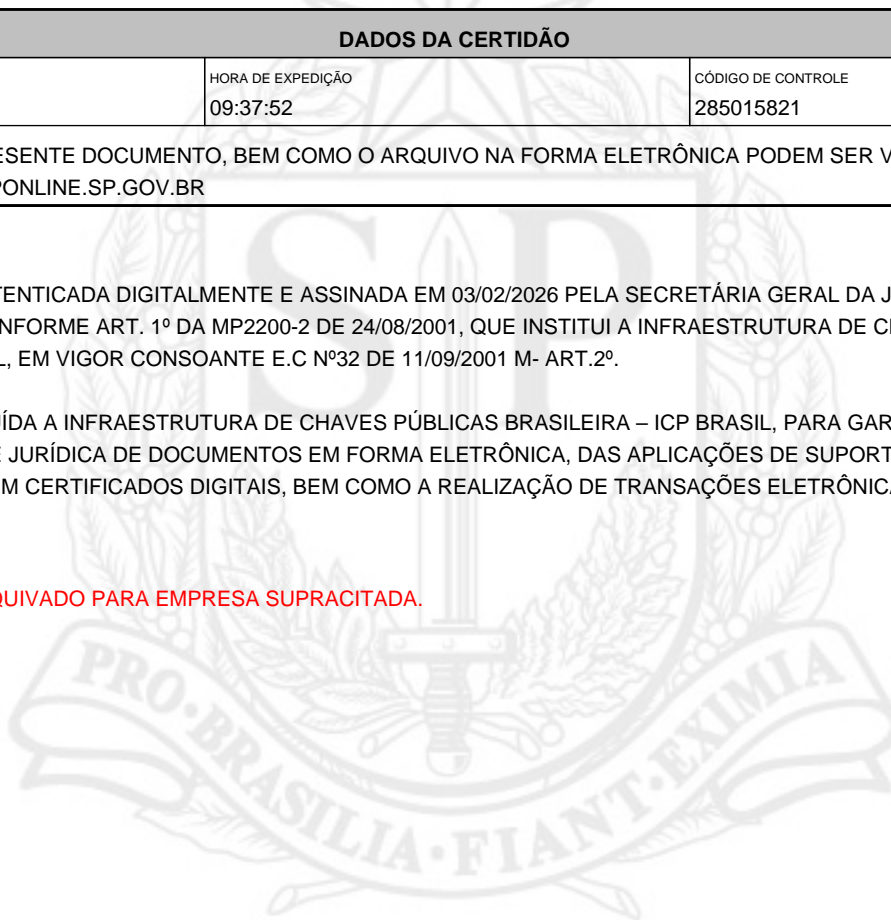 DADOS DA CERTIDÃO
HORA DE EXPEDIÇÃO
CÓDIGO DE CONTROLE
09:37:52
285015821
ESENTE DOCUMENTO, BEM COMO O ARQUIVO NA FORMA ELETRÔNICA PODEM SER V
PONLINE.SP.GOV.BR
TENTICADA DIGITALMENTE E ASSINADA EM 03/02/2026 PELA SECRETÁRIA GERAL DA J
NFORME ART. 1º DA MP2200-2 DE 24/08/2001, QUE INSTITUI A INFRAESTRUTURA DE C
L, EM VIGOR CONSOANTE E.C Nº32 DE 11/09/2001 M- ART.2º.
ÍDA A INFRAESTRUTURA DE CHAVES PÚBLICAS BRASILEIRA – ICP BRASIL, PARA GAR
E JURÍDICA DE DOCUMENTOS EM FORMA ELETRÔNICA, DAS APLICAÇÕES DE SUPORT
M CERTIFICADOS DIGITAIS, BEM COMO A REALIZAÇÃO DE TRANSAÇÕES ELETRÔNICA
QUIVADO PARA EMPRESA SUPRACITADA.
SP
PRO·BRASILIA·FIANT·EXIMIA